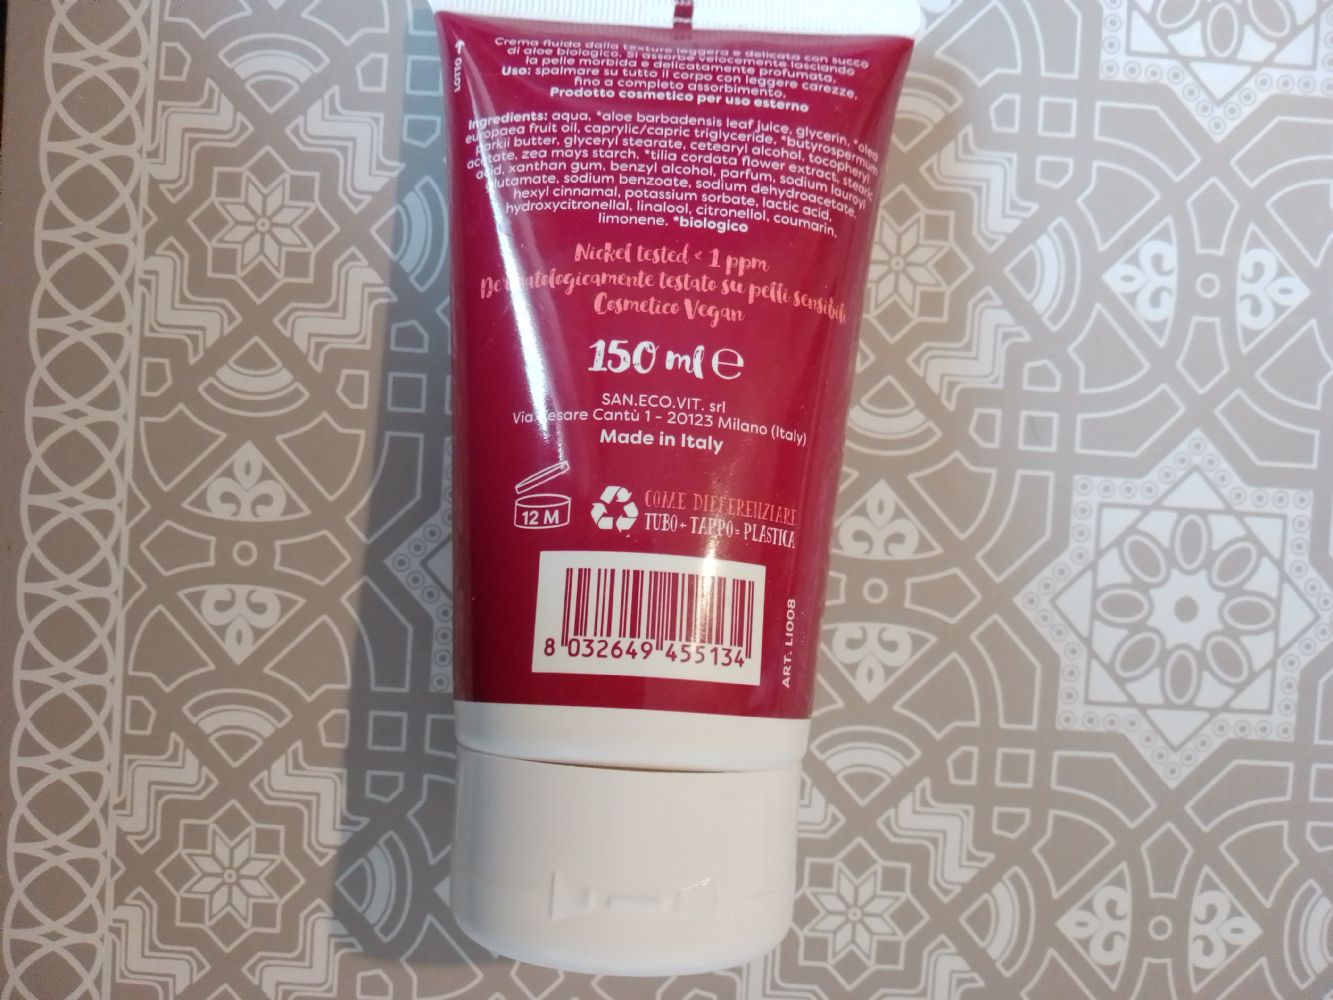 LOTTO →
Crema fluida dalla texture leggera e delicata con succo
di aloe biologico. Si assorbe velocemente lasciando
la pelle morbida e delicatamente profumata.
Uso: spalmare su tutto il corpo con leggere carezze,
fino a completo assorbimento.
Prodotto cosmetico per uso esterno
Ingredients: aqua, *aloe barbadensis leaf juice, glycerin, *olea
europaea fruit oil, caprylic/capric triglyceride, *butyrospermum
parkii butter, glyceryl stearate, cetearyl alcohol, tocopheryl
acetate, zea mays starch, *tilia cordata flower extract, stearic
acid, xanthan gum, benzyl alcohol, parfum, sodium lauroyl
glutamate, sodium benzoate, sodium dehydroacetate,
hexyl cinnamal, potassium sorbate, lactic acid,
hydroxycitronellal, linalool, citronellol, coumarin,
limonene. *biologico
Nickel tested < 1 ppm
Dermatologicamente testato su pelli sensibili
Cosmetico Vegan
150 ml ℮
SAN.ECO.VIT. srl
Via Cesare Cantù 1 - 20123 Milano (Italy)
Made in Italy
12 M
COME DIFFERENZIARE
TUBO + TAPPO = PLASTICA
8 032649 455134
ART. LI008